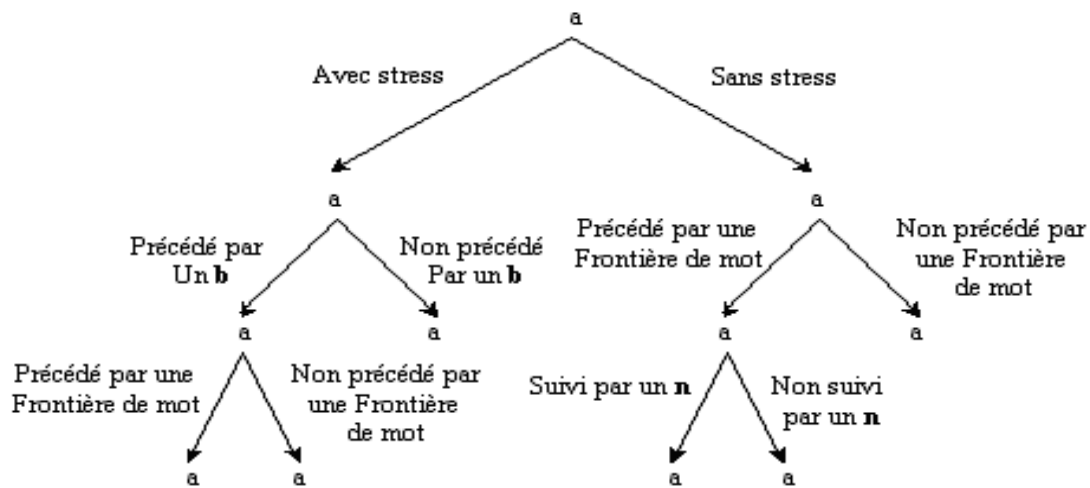 a
Avec stress
Sans stress
a
a
Précédé par
Un b
Non précédé
Par un b
Précédé par une
Frontière de mot
Non précédé par
une Frontière
de mot
a
a
a
a
Précédé par une
Frontière de mot
Non précédé par
une Frontière
de mot
Suivi par un n
Non suivi
par un n
a
a
a
a